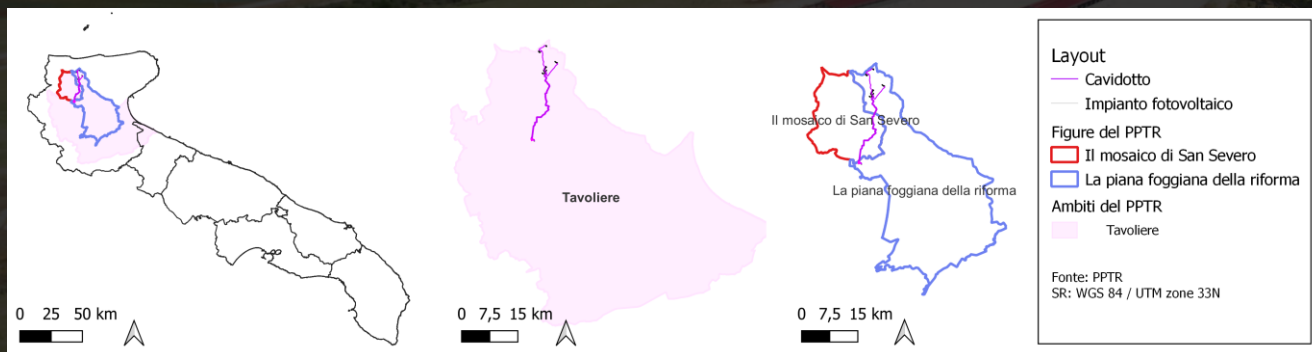 0 25 50 km
Tavoliere
0 7,5 15 km
Il mosaico di San Severo
La piana foggiana della riforma
0 7,5 15 km
Layout
Cavidotto
Impianto fotovoltaico
Figure del PPTR
Il mosaico di San Severo
La piana foggiana della riforma
Ambiti del PPTR
Tavoliere
Fonte: PPTR
SR: WGS 84 / UTM zone 33N